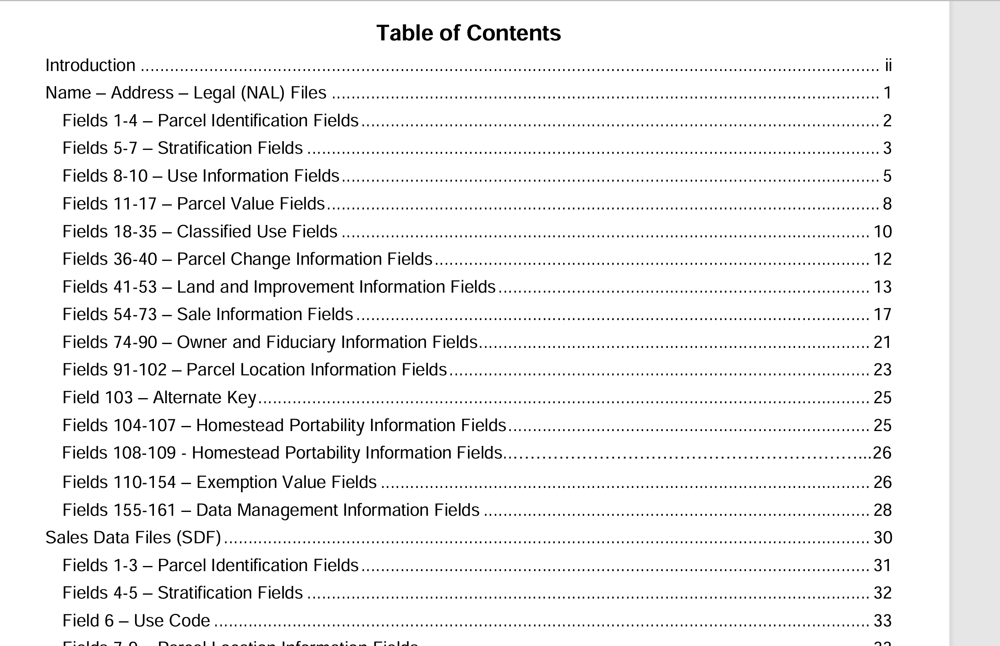 Table of Contents
Introduction ........................................................................................................ ii
Name – Address – Legal (NAL) Files ........................................................................................................ 1
Fields 1-4 – Parcel Identification Fields ........................................................................................................ 2
Fields 5-7 – Stratification Fields ........................................................................................................ 3
Fields 8-10 – Use Information Fields ........................................................................................................ 5
Fields 11-17 – Parcel Value Fields ........................................................................................................ 8
Fields 18-35 – Classified Use Fields ........................................................................................................ 10
Fields 36-40 – Parcel Change Information Fields ........................................................................................................ 12
Fields 41-53 – Land and Improvement Information Fields ........................................................................................................ 13
Fields 54-73 – Sale Information Fields ........................................................................................................ 17
Fields 74-90 – Owner and Fiduciary Information Fields ........................................................................................................ 21
Fields 91-102 – Parcel Location Information Fields ........................................................................................................ 23
Field 103 – Alternate Key ........................................................................................................ 25
Fields 104-107 – Homestead Portability Information Fields ........................................................................................................ 25
Fields 108-109 - Homestead Portability Information Fields ........................................................................................................ 26
Fields 110-154 – Exemption Value Fields ........................................................................................................ 26
Fields 155-161 – Data Management Information Fields ........................................................................................................ 28
Sales Data Files (SDF) ........................................................................................................ 30
Fields 1-3 – Parcel Identification Fields ........................................................................................................ 31
Fields 4-5 – Stratification Fields ........................................................................................................ 32
Field 6 – Use Code ........................................................................................................ 33
Fields 7-9 – Parcel Location Information Fields ........................................................................................................ 33